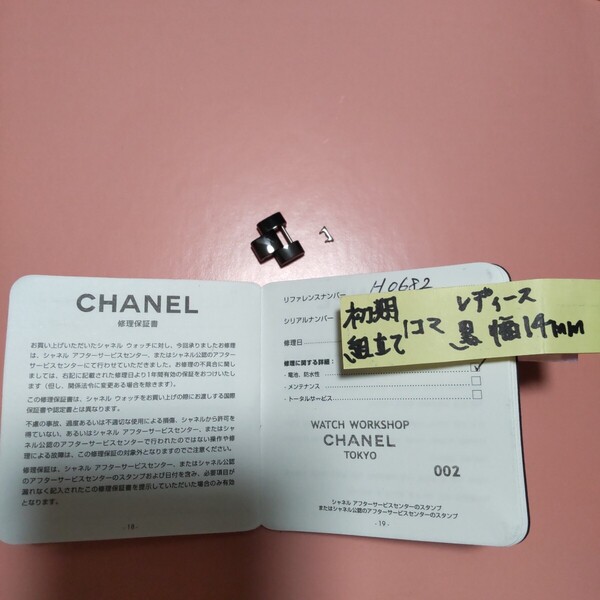 CHANEL
修理保証書
お買い上げいただいたシャネル ウォッチに対し、今回承りましたお修理
は、シャネル アフターサービスセンター、またはシャネル公認のアフター
サービスセンターにて行わせていただきました。お修理の不具合に関し
ましては、右記に記載された修理日より1年間有効の保証をおつけいたし
ます（但し、関係法令に変更ある場合を除きます）。
この修理保証は、シャネル ウォッチをお買上げの際にお渡しする国際
保証書や認定書とは異なります。
不慮の事故、過度あるいは不適切な使用による損傷、シャネルから許可を
得ていない、あるいはシャネル アフターサービスセンター、またはシャネ
ル公認のアフターサービスセンターで行われたのではない操作や修
理による故障は、この修理保証の対象外となりますのでご注意ください。
修理保証は、シャネル アフターサービスセンター、またはシャネル公認
のアフターサービスセンターのスタンプおよび日付を含み、必要項目が
漏れなく記入されたこの修理保証書を提示していただいた場合のみ有効
となります。
- 18 -
リファレンスナンバー H0682
シリアルナンバー
修理日
修理に関する詳細：
- 電池、防水性
- メンテナンス
- トータルサービス
初期
組立て
1コマ
レディース
黒 幅14mm
WATCH WORKSHOP
CHANEL
TOKYO
002
シャネル アフターサービスセンターのスタンプ
またはシャネル公認のアフターサービスセンターのスタンプ
- 19 -